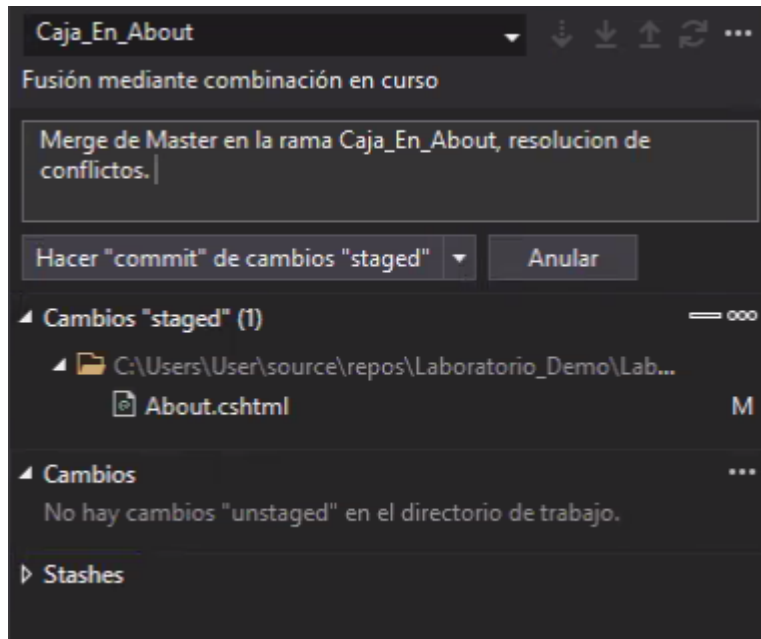 Caja_En_About
Fusión mediante combinación en curso
Merge de Master en la rama Caja_En_About, resolucion de
conflictos.
Hacer "commit" de cambios "staged"
Anular
Cambios "staged" (1)
C:\Users\User\source\repos\Laboratorio_Demo\Lab...
About.cshtml M
Cambios
No hay cambios "unstaged" en el directorio de trabajo.
Stashes